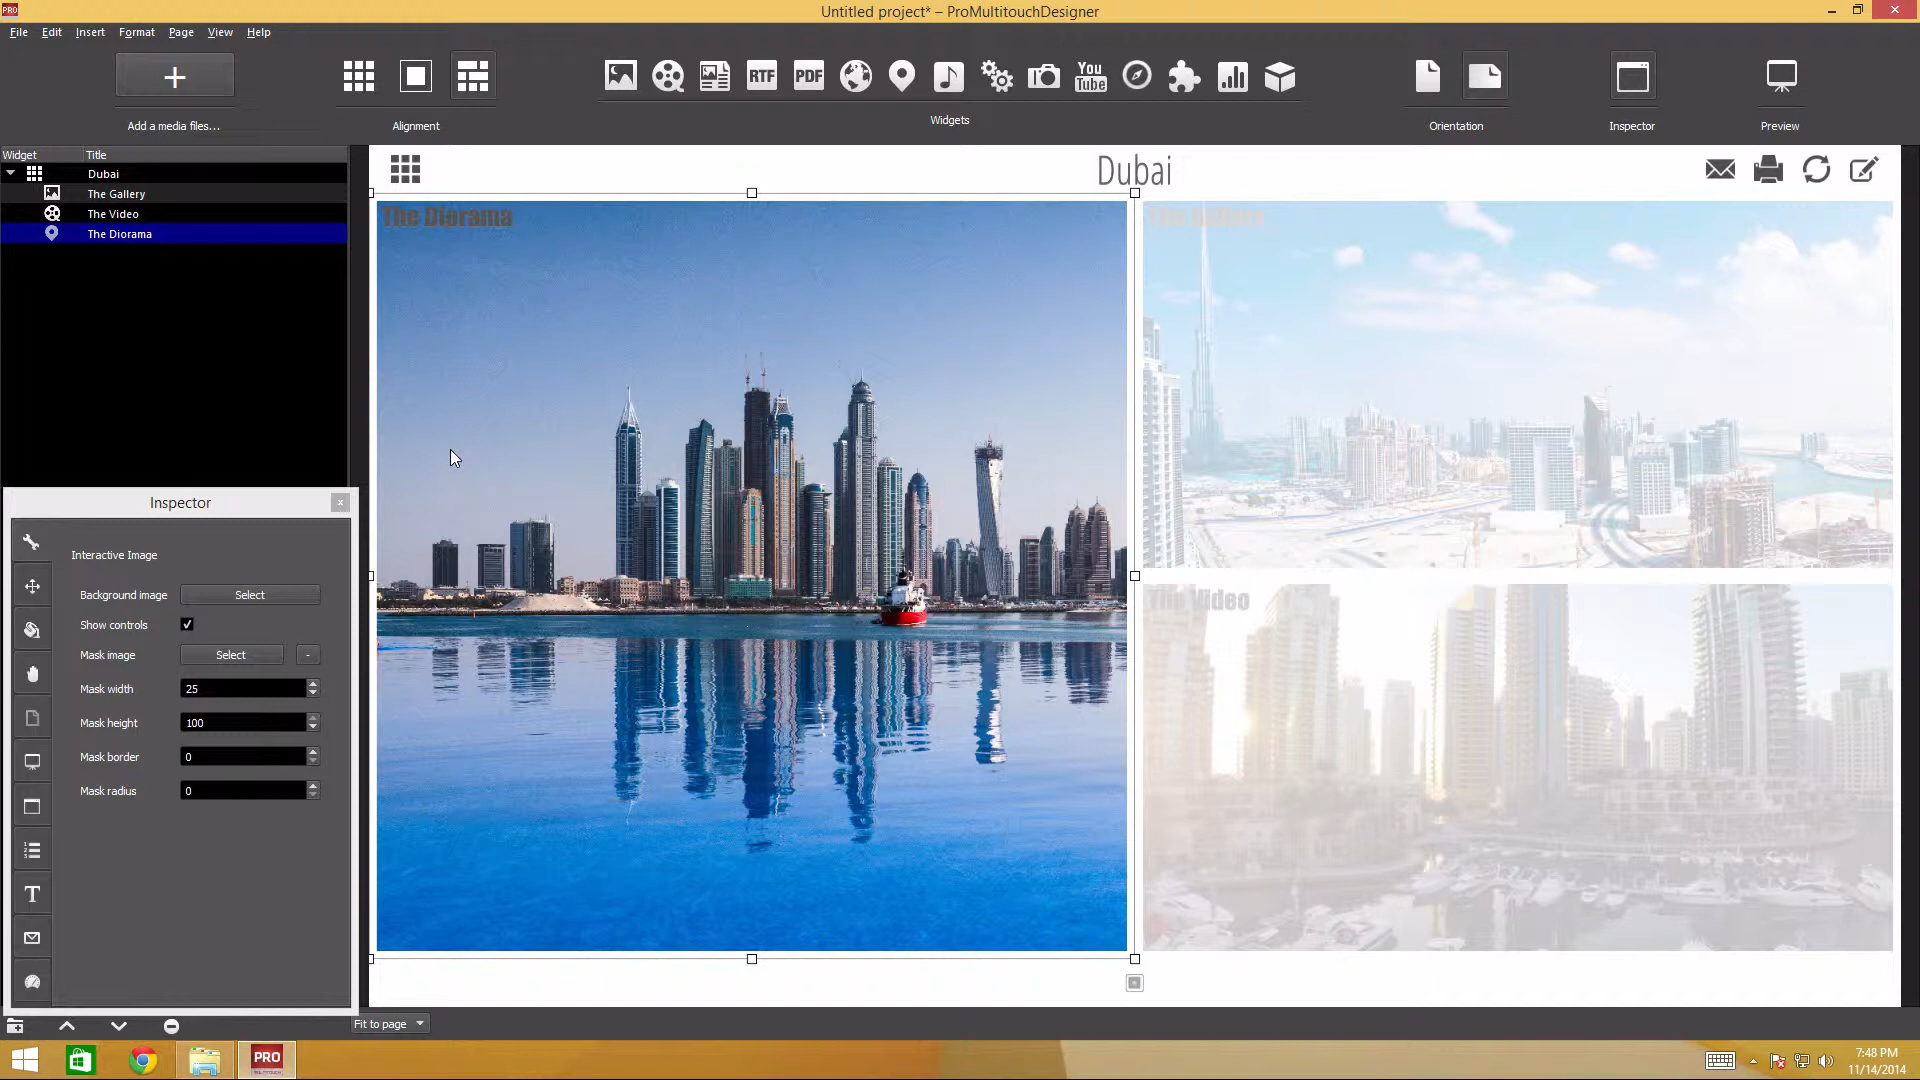 PRO
Untitled project* – ProMultitouchDesigner
File Edit Insert Format Page View Help
RTF PDF You Tube
Add a media files...
Alignment
Widgets
Orientation
Inspector
Preview
Widget Title
Dubai
The Gallery
The Video
The Diorama
Dubai
The Diorama
The Gallery
The Video
Inspector
Interactive Image
Background image Select
Show controls
Mask image Select -
Mask width 25
Mask height 100
Mask border 0
Mask radius 0
T
Fit to page
PRO
7:48 PM
11/14/2014